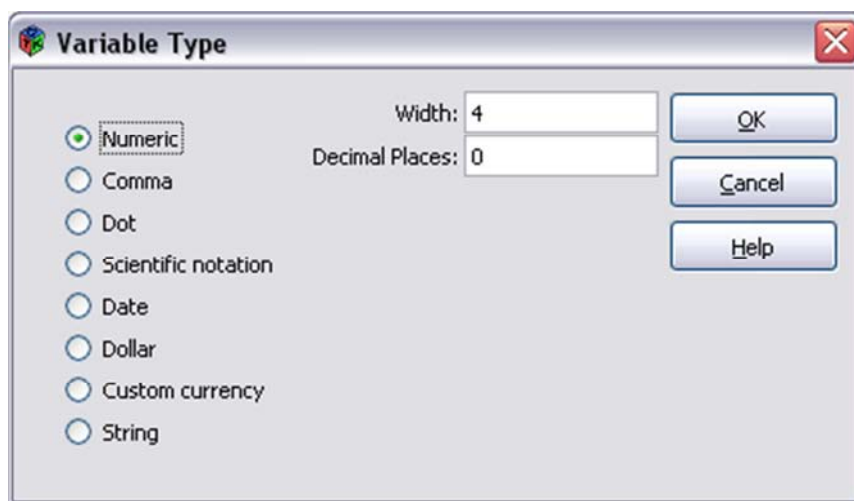 Variable Type
Width: 4
Decimal Places: 0
Numeric
Comma
Dot
Scientific notation
Date
Dollar
Custom currency
String
OK
Cancel
Help